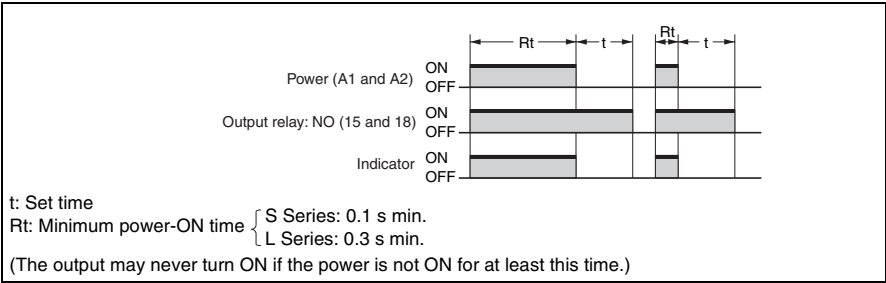 Rt
t
Rt
t
Power (A1 and A2)
ON
OFF
Output relay: NO (15 and 18)
ON
OFF
Indicator
ON
OFF
t: Set time
Rt: Minimum power-ON time
S Series: 0.1 s min.
L Series: 0.3 s min.
(The output may never turn ON if the power is not ON for at least this time.)